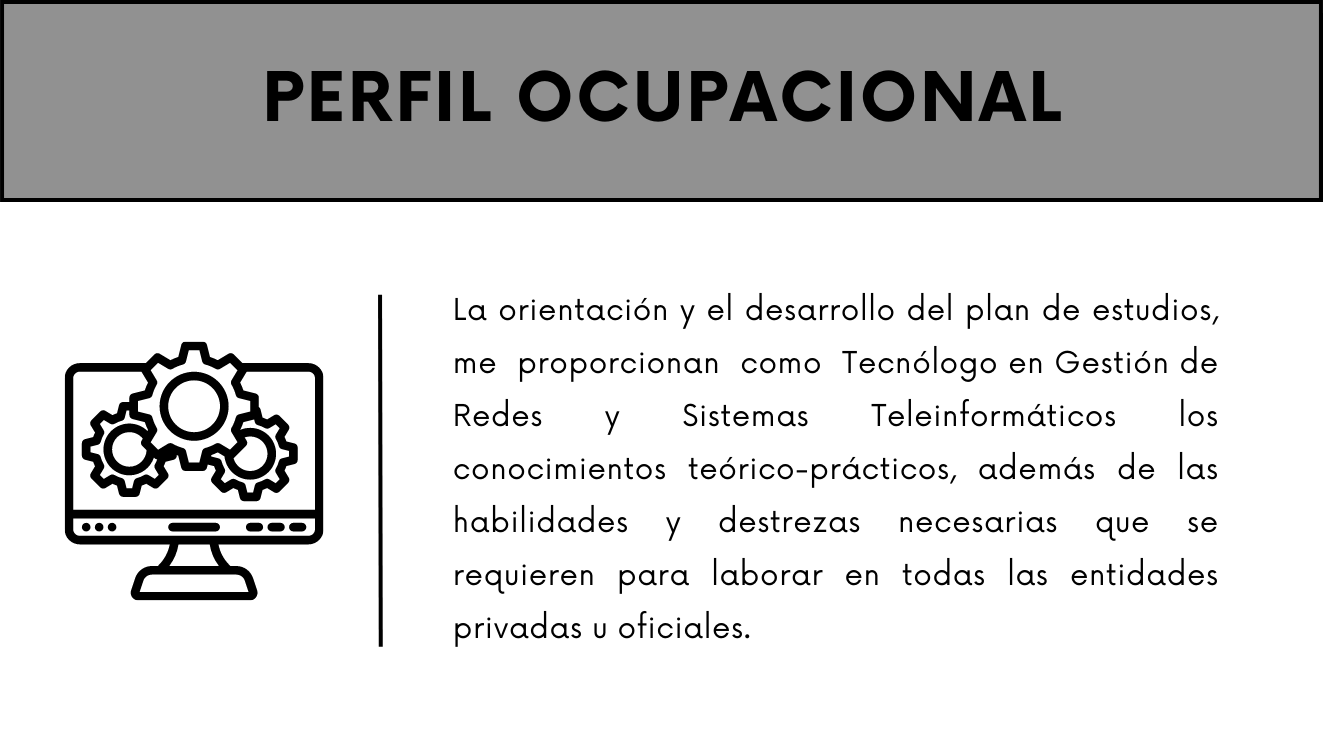 PERFIL OCUPACIONAL
La orientación y el desarrollo del plan de estudios,
me proporcionan como Tecnólogo en Gestión de
Redes y Sistemas Teleinformáticos los
conocimientos teórico-prácticos, además de las
habilidades y destrezas necesarias que se
requieren para laborar en todas las entidades
privadas u oficiales.